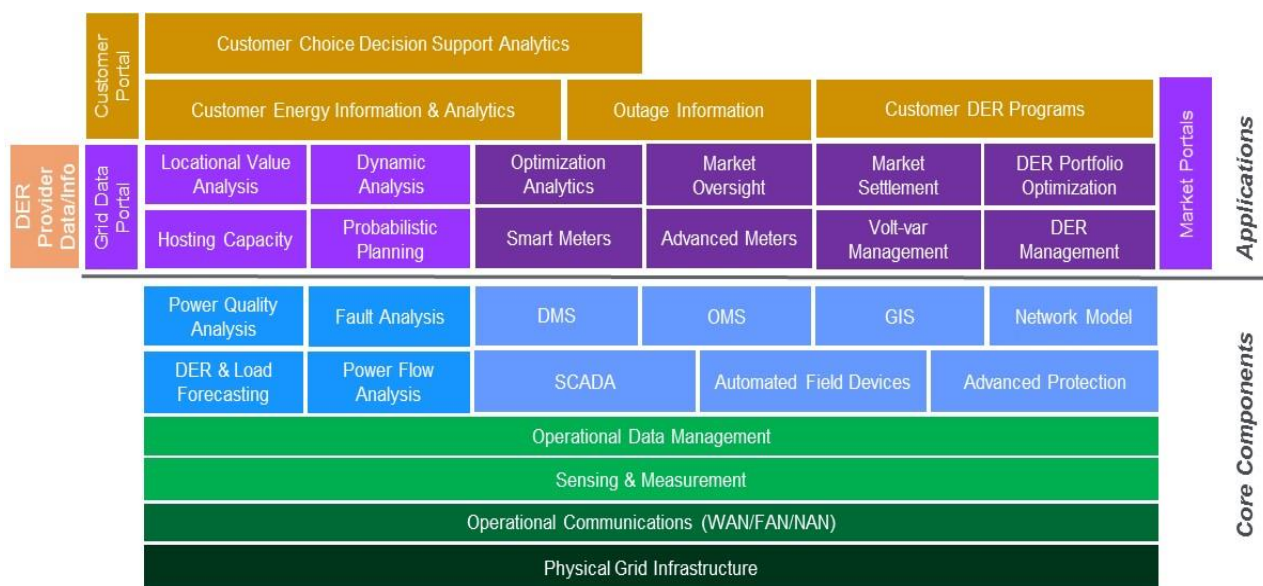 Customer
Portal
Customer Choice Decision Support Analytics
Customer Energy Information & Analytics
Outage Information
Customer DER Programs
DER
Provider
Data/Info
Grid Data
Portal
Locational Value
Analysis
Dynamic
Analysis
Optimization
Analytics
Market
Oversight
Market
Settlement
DER Portfolio
Optimization
Market Portals
Applications
Hosting Capacity
Probabilistic
Planning
Smart Meters
Advanced Meters
Volt-var
Management
DER
Management
Power Quality
Analysis
Fault Analysis
DMS
OMS
GIS
Network Model
DER & Load
Forecasting
Power Flow
Analysis
SCADA
Automated Field Devices
Advanced Protection
Core Components
Operational Data Management
Sensing & Measurement
Operational Communications (WAN/FAN/NAN)
Physical Grid Infrastructure